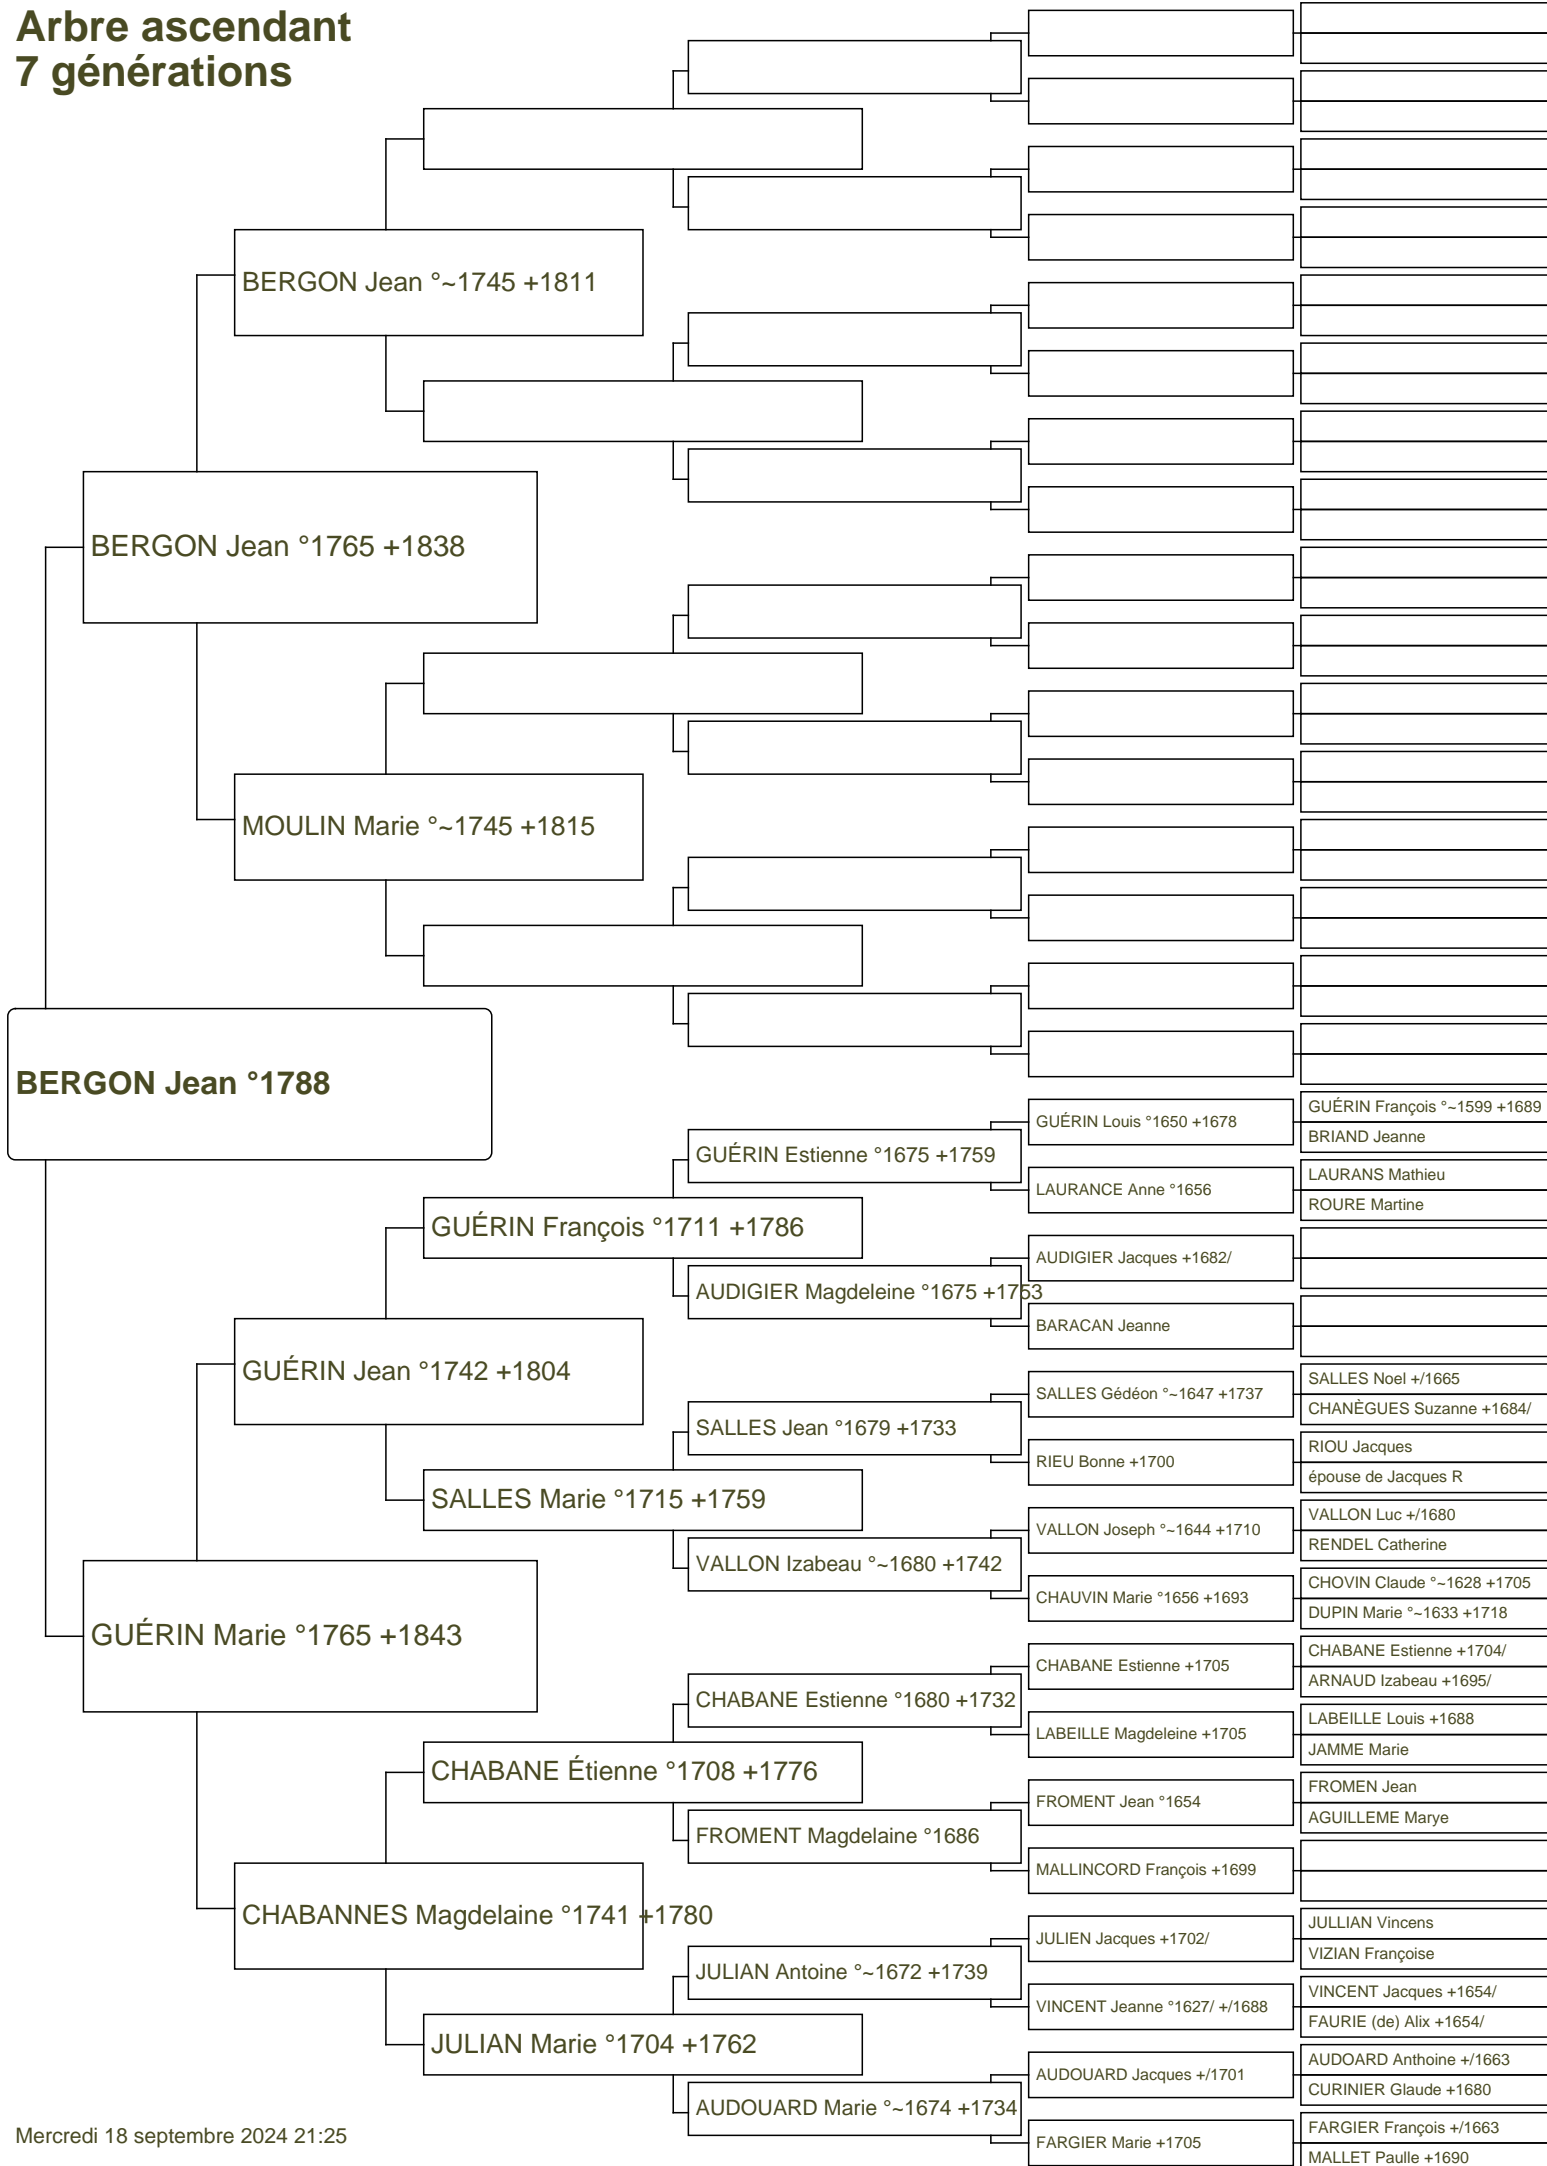 Arbre ascendant
7 générations
BERGON Jean °~1745 +1811
BERGON Jean °1765 +1838
MOULIN Marie °~1745 +1815
BERGON Jean °1788
GUÉRIN Louis °1650 +1678
GUÉRIN François °~1599 +1689
BRIAND Jeanne
GUÉRIN Estienne °1675 +1759
LAURANCE Anne °1656
LAURANS Mathieu
ROURE Martine
GUÉRIN François °1711 +1786
AUDIGIER Jacques +1682/
AUDIGIER Magdeleine °1675 +1753
BARACAN Jeanne
GUÉRIN Jean °1742 +1804
SALLES Gédéon °~1647 +1737
SALLES Noel +/1665
CHANÈGUES Suzanne +1684/
SALLES Jean °1679 +1733
RIEU Bonne +1700
RIOU Jacques
épouse de Jacques R
SALLES Marie °1715 +1759
VALLON Joseph °~1644 +1710
VALLON Luc +/1680
RENDEL Catherine
VALLON Izabeau °~1680 +1742
CHAUVIN Marie °1656 +1693
CHOVIN Claude °~1628 +1705
DUPIN Marie °~1633 +1718
GUÉRIN Marie °1765 +1843
CHABANE Estienne +1705
CHABANE Estienne +1704/
ARNAUD Izabeau +1695/
CHABANE Estienne °1680 +1732
LABEILLE Magdeleine +1705
LABEILLE Louis +1688
JAMME Marie
CHABANE Étienne °1708 +1776
FROMENT Jean °1654
FROMEN Jean
AGUILLEME Marye
FROMENT Magdelaine °1686
MALLINCORD François +1699
CHABANNES Magdelaine °1741 +1780
JULIEN Jacques +1702/
JULLIAN Vincens
VIZIAN Françoise
JULIAN Antoine °~1672 +1739
VINCENT Jeanne °1627/ +/1688
VINCENT Jacques +1654/
FAURIE (de) Alix +1654/
JULIAN Marie °1704 +1762
AUDOUARD Jacques +/1701
AUDOARD Anthoine +/1663
CURINIER Glaude +1680
AUDOUARD Marie °~1674 +1734
FARGIER Marie +1705
FARGIER François +/1663
MALLET Paulle +1690
Mercredi 18 septembre 2024 21:25